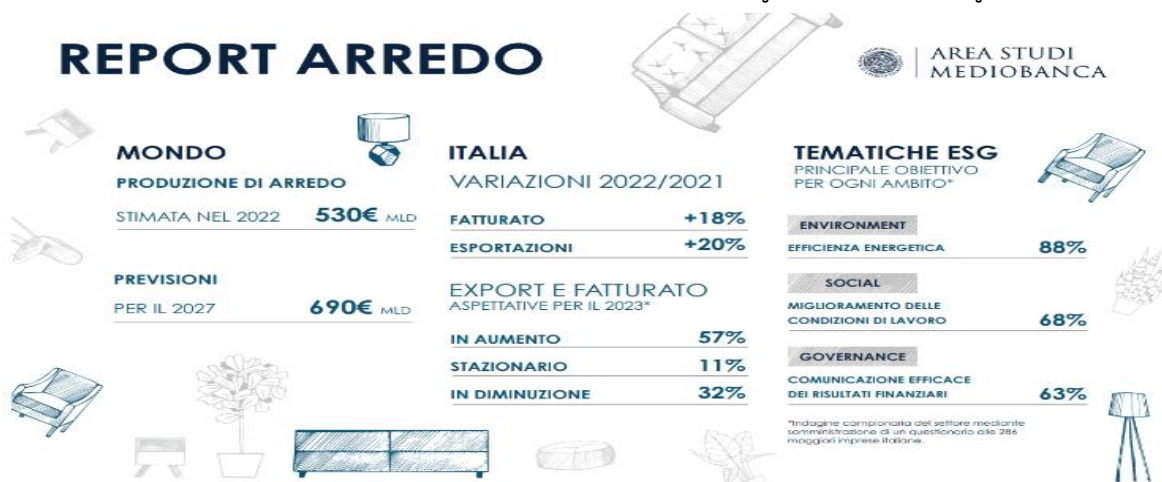 REPORT ARREDO
AREA STUDI
MEDIOBANCA
MONDO
PRODUZIONE DI ARREDO
STIMATA NEL 2022 530€ MLD
PREVISIONI
PER IL 2027 690€ MLD
ITALIA
VARIAZIONI 2022/2021
FATTURATO +18%
ESPORTAZIONI +20%
EXPORT E FATTURATO
ASPETTATIVE PER IL 2023*
IN AUMENTO 57%
STAZIONARIO 11%
IN DIMINUZIONE 32%
TEMATICHE ESG
PRINCIPALE OBIETTIVO
PER OGNI AMBITO*
ENVIRONMENT
EFFICIENZA ENERGETICA 88%
SOCIAL
MIGLIORAMENTO DELLE
CONDIZIONI DI LAVORO 68%
GOVERNANCE
COMUNICAZIONE EFFICACE
DEI RISULTATI FINANZIARI 63%
*Indagine campionaria del settore mediante
somministrazione di un questionario alle 286
maggiori imprese italiane.